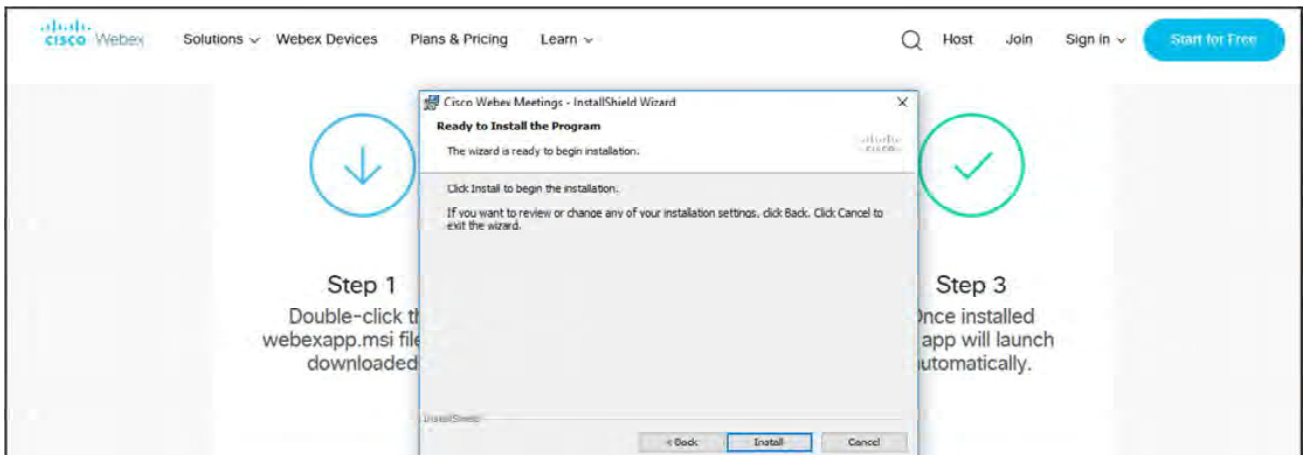 cisco Webex Solutions Webex Devices Plans & Pricing Learn Host Join Sign in Start for Free
Cisco Webex Meetings - InstallShield Wizard
Ready to Install the Program
The wizard is ready to begin installation.
cisco
Click Install to begin the installation.
If you want to review or change any of your installation settings, click Back. Click Cancel to
exit the wizard.
Step 1
Double-click th
webexapp.msi file
downloaded
Step 3
Once installed
app will launch
utomatically.
InstallShield
< Back Install Cancel